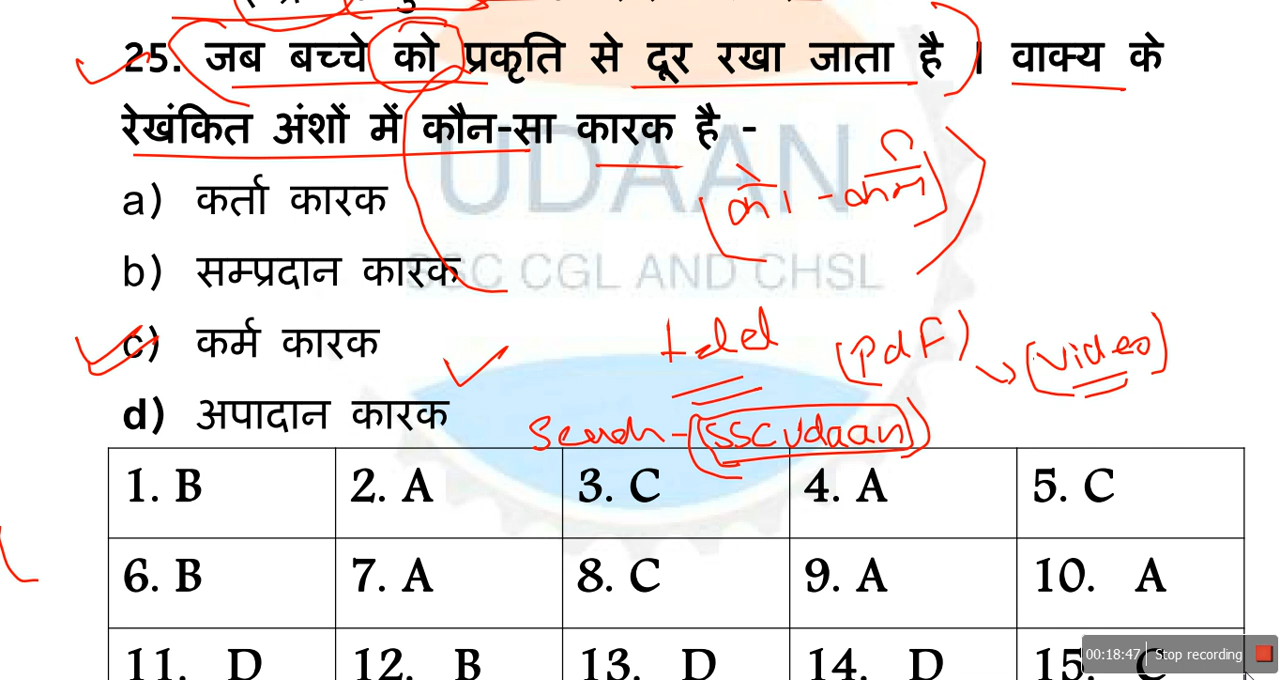 25. जब बच्चे को प्रकृति से दूर रखा जाता है । वाक्य के
रेखंकित अंशों में कौन-सा कारक है -
a) कर्ता कारक
को - कर्म
b) सम्प्रदान कारक
c) कर्म कारक
d) अपादान कारक
UDAAN
SSC CGL AND CHSL
(PdF) (video)
Search - (SSC Udaan)
1. B 2. A 3. C 4. A 5. C
6. B 7. A 8. C 9. A 10. A
11. D 12. B 13. D 14. D 15. C
00:18:47 Stop recording